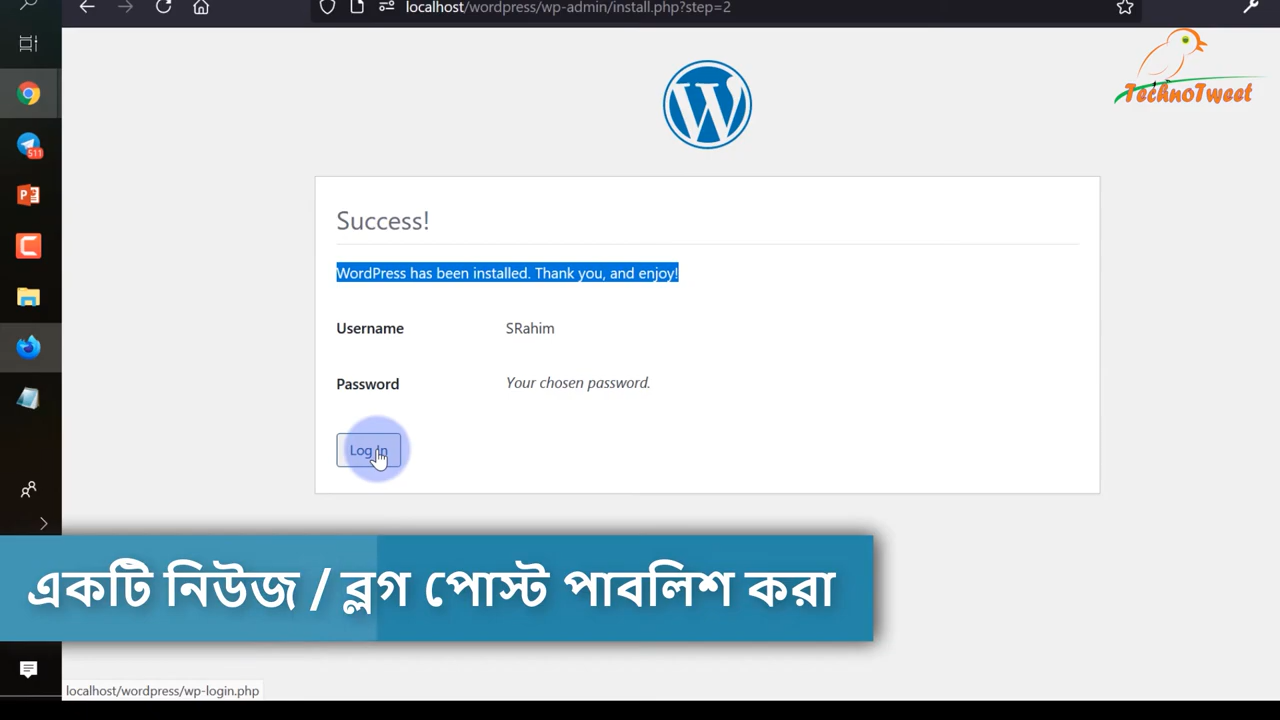 localhost/wordpress/wp-admin/install.php?step=2
TechnoTweet
Success!
WordPress has been installed. Thank you, and enjoy!
Username SRahim
Password Your chosen password.
Log In
511
একটি নিউজ / ব্লগ পোস্ট পাবলিশ করা
localhost/wordpress/wp-login.php